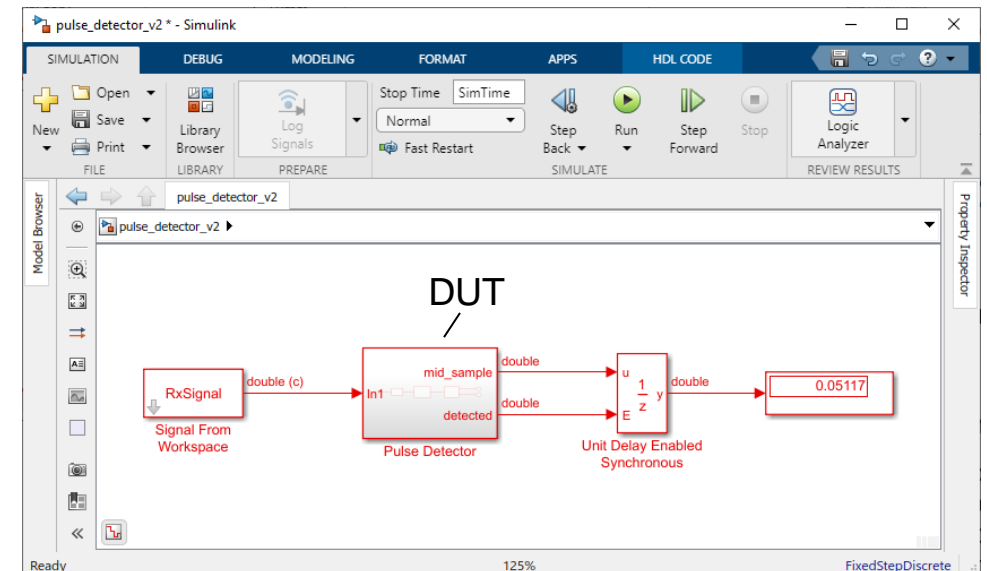 pulse_detector_v2 * - Simulink
SIMULATION DEBUG MODELING FORMAT APPS HDL CODE
?
New
Open
Save
Print
FILE
Library
Browser
LIBRARY
Log
Signals
PREPARE
Stop Time SimTime
Normal
Fast Restart
Step
Back
Run
Step
Forward
Stop
SIMULATE
Logic
Analyzer
REVIEW RESULTS
Model Browser
Property Inspector
pulse_detector_v2
pulse_detector_v2
DUT
RxSignal
Signal From
Workspace
double (c)
In1
mid_sample
detected
Pulse Detector
double
double
u
E
1
z
y
Unit Delay Enabled
Synchronous
double
0.05117
Ready 125% FixedStepDiscrete